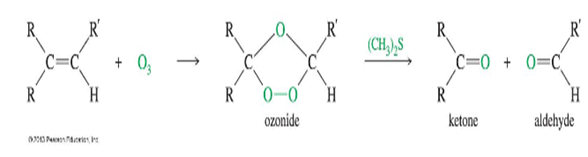 R R' R R' R R'
C=C + O3 → C O C (CH3)2S C=O + O=C
R H R O—O H R H
ozonide ketone aldehyde
© 2013 Pearson Education, Inc.